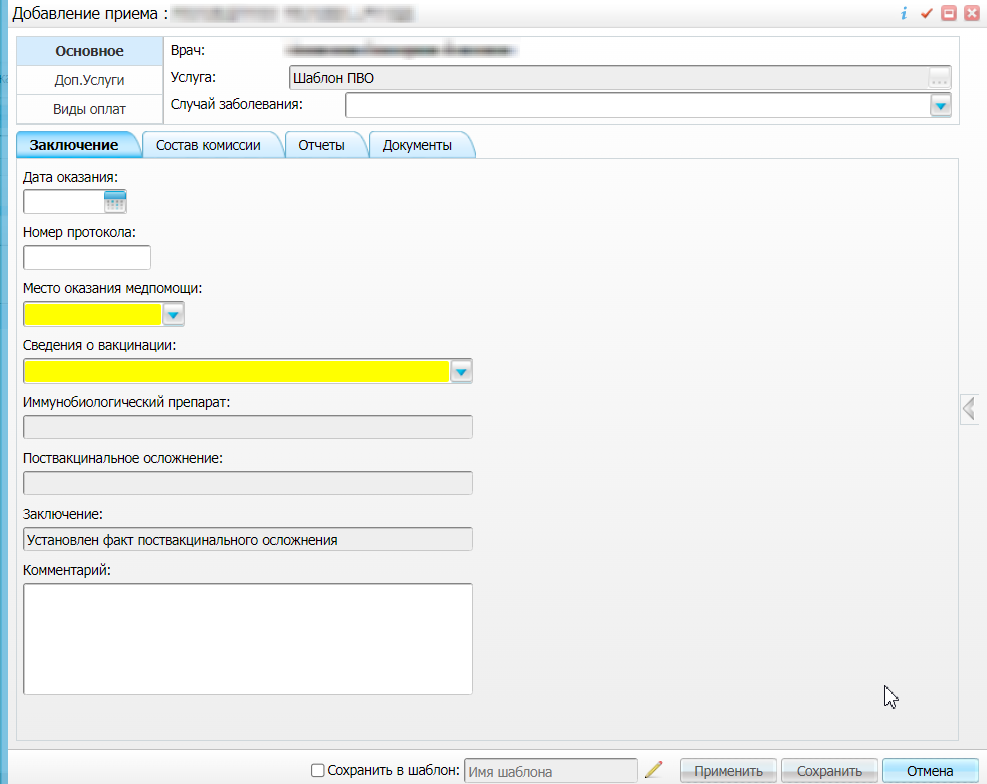 Добавление приема :
Основное
Доп.Услуги
Виды оплат
Врач:
Услуга: Шаблон ПВО ...
Случай заболевания:
Заключение Состав комиссии Отчеты Документы
Дата оказания:
Номер протокола:
Место оказания медпомощи:
Сведения о вакцинации:
Иммунобиологический препарат:
Поствакцинальное осложнение:
Заключение:
Установлен факт поствакцинального осложнения
Комментарий:
Сохранить в шаблон: Имя шаблона Применить Сохранить Отмена